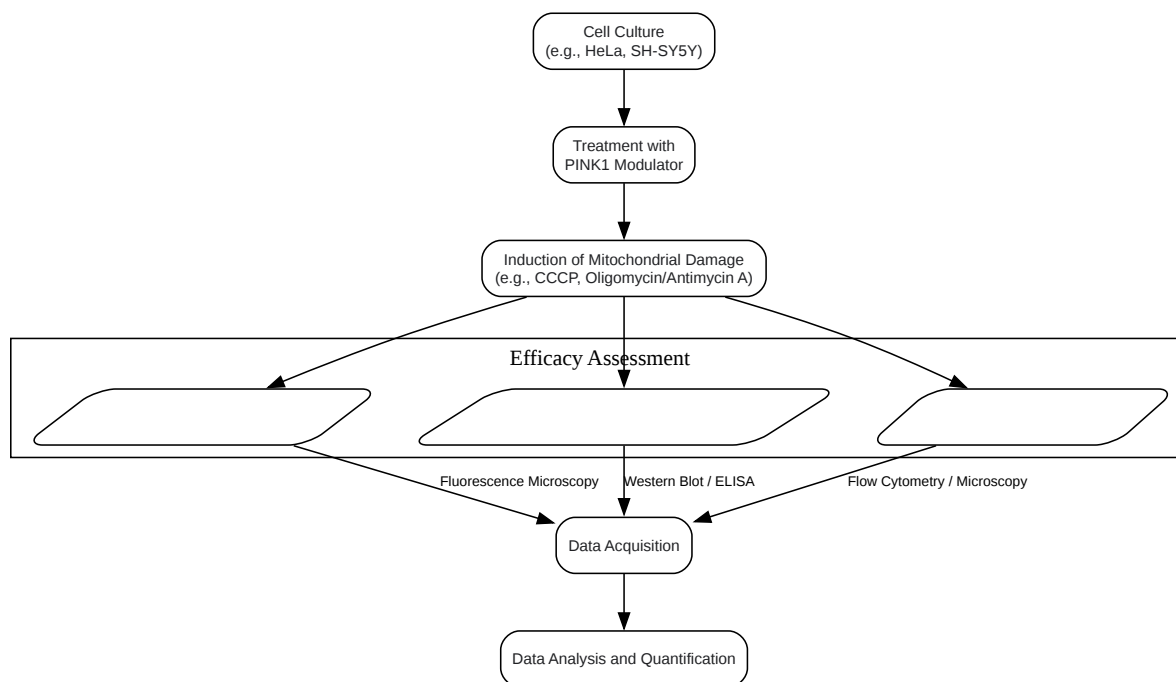 Cell Culture
(e.g., HeLa, SH-SY5Y)
Treatment with
PINK1 Modulator
Induction of Mitochondrial Damage
(e.g., CCCP, Oligomycin/Antimycin A)
Efficacy Assessment
Fluorescence Microscopy
Western Blot / ELISA
Flow Cytometry / Microscopy
Data Acquisition
Data Analysis and Quantification